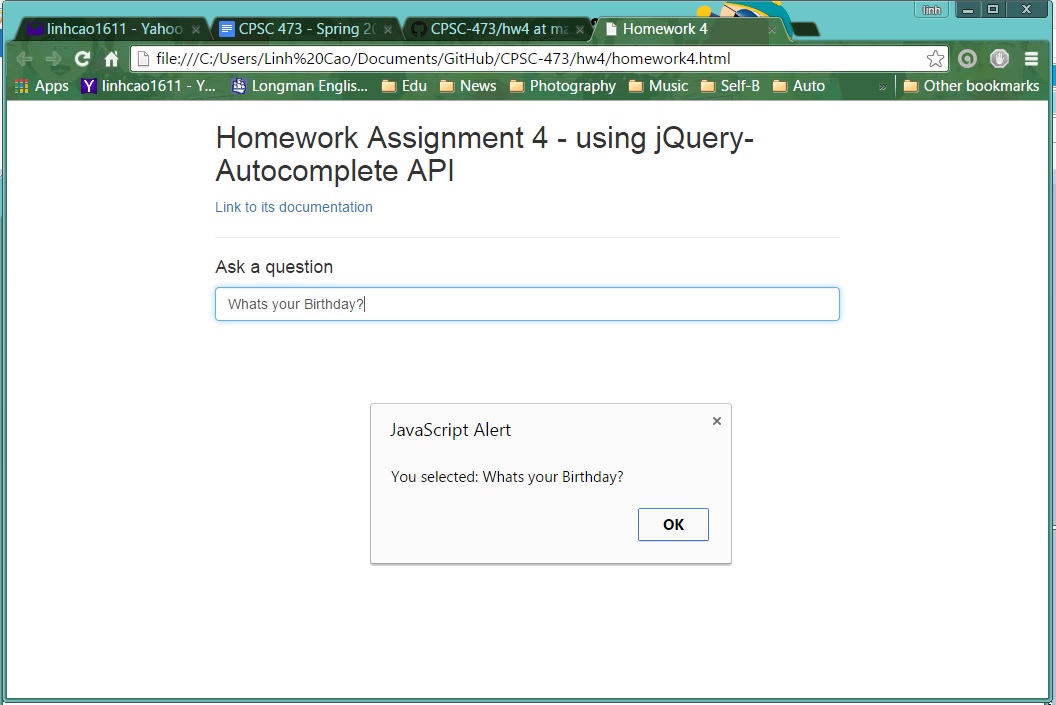 linh
linhcao1611 - Yahoo
CPSC 473 - Spring 20
CPSC-473/hw4 at ma
Homework 4
file:///C:/Users/Linh%20Cao/Documents/GitHub/CPSC-473/hw4/homework4.html
Apps linhcao1611 - Y... Longman Englis... Edu News Photography Music Self-B Auto » Other bookmarks
Homework Assignment 4 - using jQuery-
Autocomplete API
Link to its documentation
Ask a question
Whats your Birthday?
JavaScript Alert
You selected: Whats your Birthday?
OK